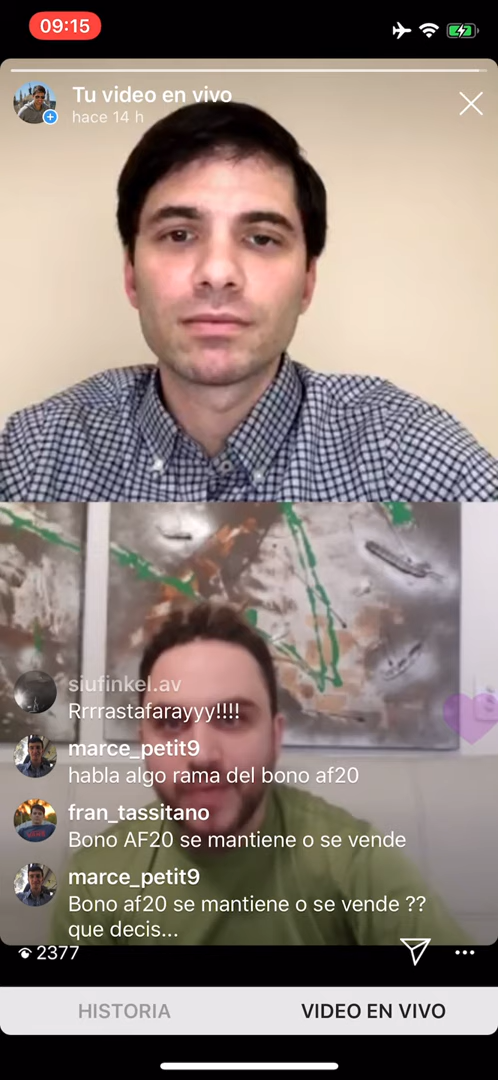 09:15
Tu video en vivo
hace 14 h
siufinkel.av
Rrrrastafarayyy!!!!
marce_petit9
habla algo rama del bono af20
fran_tassitano
Bono AF20 se mantiene o se vende
marce_petit9
Bono af20 se mantiene o se vende ??
que decis...
2377
HISTORIA
VIDEO EN VIVO